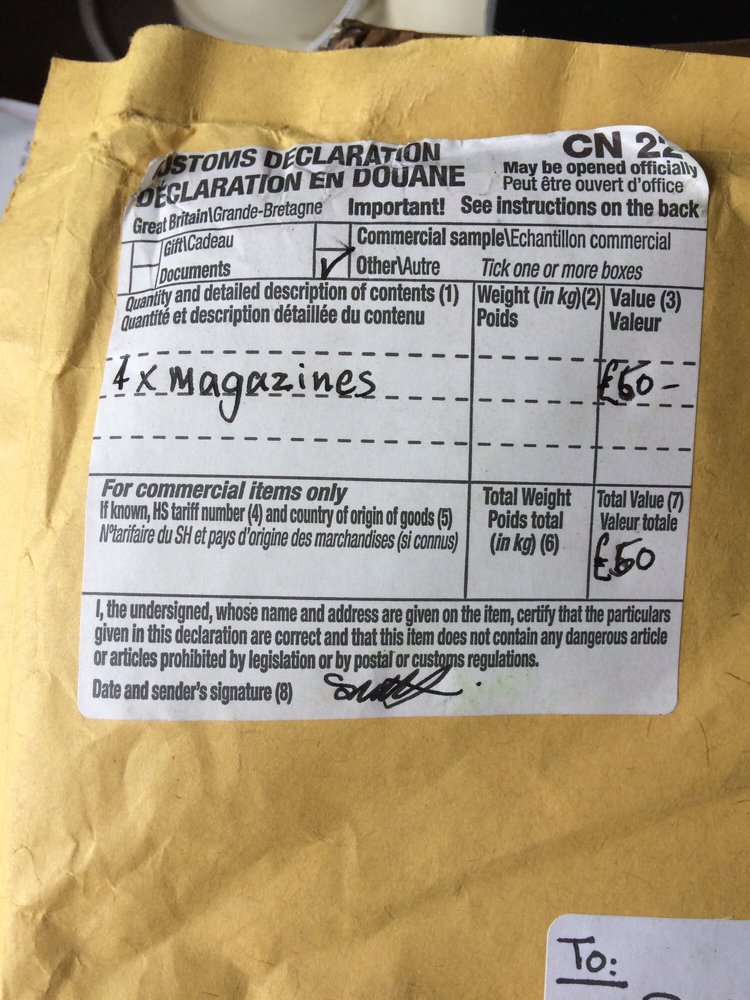 CUSTOMS DECLARATION
DÉCLARATION EN DOUANE
CN 22
May be opened officially
Peut être ouvert d'office
Great Britain\Grande-Bretagne
Important! See instructions on the back
Gift\Cadeau
Commercial sample\Echantillon commercial
Documents
Other\Autre
Tick one or more boxes
Quantity and detailed description of contents (1)
Quantité et description détaillée du contenu
Weight (in kg)(2)
Poids
Value (3)
Valeur
4 x Magazines
£60-
For commercial items only
If known, HS tariff number (4) and country of origin of goods (5)
N°tarifaire du SH et pays d'origine des marchandises (si connus)
Total Weight
Poids total
(in kg) (6)
Total Value (7)
Valeur totale
£60
I, the undersigned, whose name and address are given on the item, certify that the particulars
given in this declaration are correct and that this item does not contain any dangerous article
or articles prohibited by legislation or by postal or customs regulations.
Date and sender's signature (8)
To: